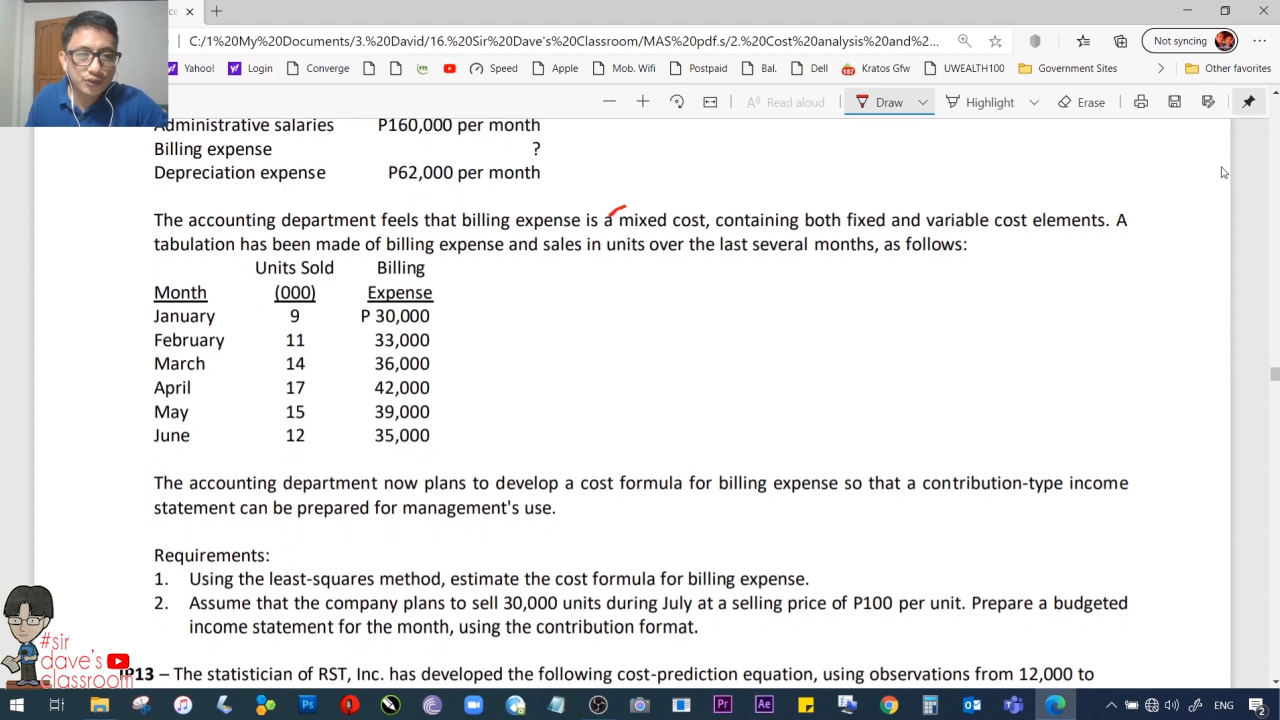 C:/1%20My%20Documents/3.%20David/16.%20Sir%20Dave's%20Classroom/MAS%20pdf.s/2.%20Cost%20analysis%20and%2...
Not syncing
Yahoo!
Login
Converge
Speed
Apple
Mob. Wifi
Postpaid
Bal.
Dell
187 Kratos Gfw
UWEALTH100
Government Sites
Other favorites
Read aloud
Draw
Highlight
Erase
Administrative salaries P160,000 per month
Billing expense ?
Depreciation expense P62,000 per month
The accounting department feels that billing expense is a mixed cost, containing both fixed and variable cost elements. A
tabulation has been made of billing expense and sales in units over the last several months, as follows:
Units Sold Billing
Month (000) Expense
January 9 P 30,000
February 11 33,000
March 14 36,000
April 17 42,000
May 15 39,000
June 12 35,000
The accounting department now plans to develop a cost formula for billing expense so that a contribution-type income
statement can be prepared for management's use.
Requirements:
1. Using the least-squares method, estimate the cost formula for billing expense.
2. Assume that the company plans to sell 30,000 units during July at a selling price of P100 per unit. Prepare a budgeted
income statement for the month, using the contribution format.
IP13 – The statistician of RST, Inc. has developed the following cost-prediction equation, using observations from 12,000 to
#sir
dave's
classroom
ENG
2